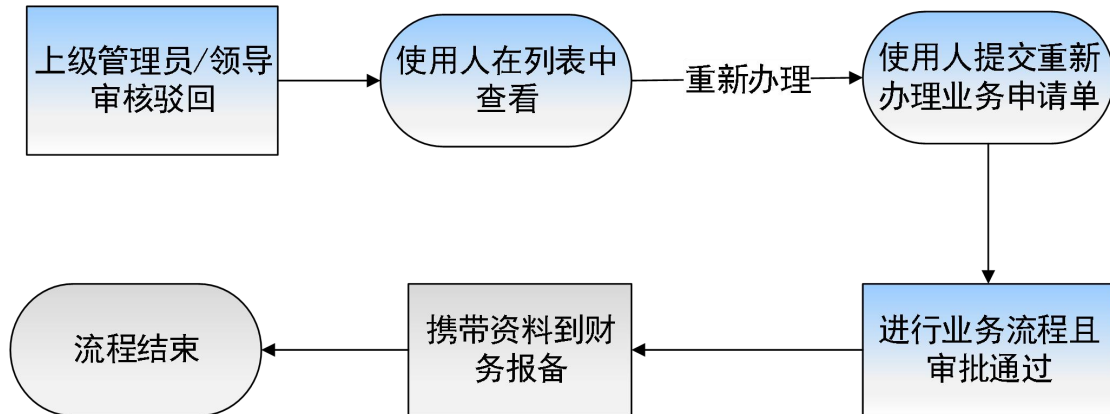 上级管理员/领导
审核驳回
使用人在列表中
查看
重新办理
使用人提交重新
办理业务申请单
流程结束
携带资料到财
务报备
进行业务流程且
审批通过